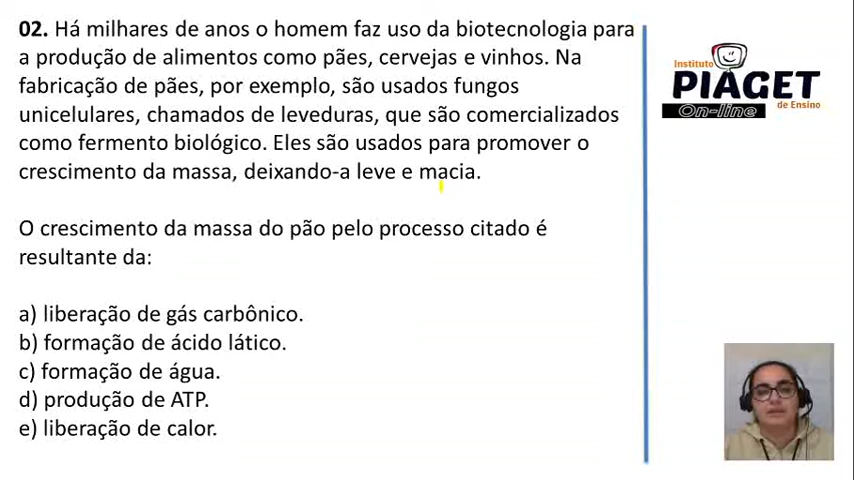 02. Há milhares de anos o homem faz uso da biotecnologia para
a produção de alimentos como pães, cervejas e vinhos. Na
fabricação de pães, por exemplo, são usados fungos
unicelulares, chamados de leveduras, que são comercializados
como fermento biológico. Eles são usados para promover o
crescimento da massa, deixando-a leve e macia.
O crescimento da massa do pão pelo processo citado é
resultante da:
a) liberação de gás carbônico.
b) formação de ácido lático.
c) formação de água.
d) produção de ATP.
e) liberação de calor.
Instituto
PIAGET
de Ensino
On-line